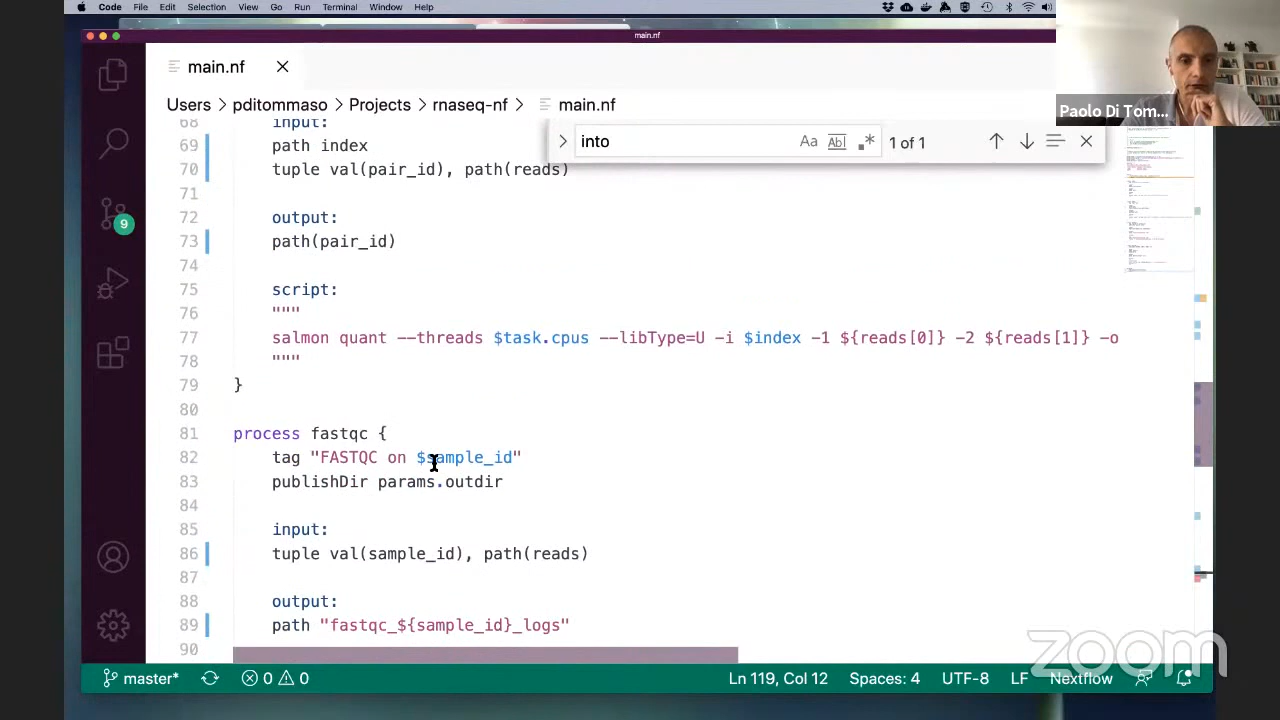 Code File Edit Selection View Go Run Terminal Window Help
main.nf
main.nf
Users > pditommaso > Projects > rnaseq-nf > main.nf
into
Aa Ab 1 of 1
Paolo Di Tom...
68 input:
69 path index
70 tuple val(pair_id), path(reads)
71
72 output:
73 path(pair_id)
74
75 script:
76 """
77 salmon quant --threads $task.cpus --libType=U -i $index -1 ${reads[0]} -2 ${reads[1]} -o
78 """
79 }
80
81 process fastqc {
82 tag "FASTQC on $sample_id"
83 publishDir params.outdir
84
85 input:
86 tuple val(sample_id), path(reads)
87
88 output:
89 path "fastqc_${sample_id}_logs"
90
9
master* 0 0 Ln 119, Col 12 Spaces: 4 UTF-8 LF Nextflow
zoom